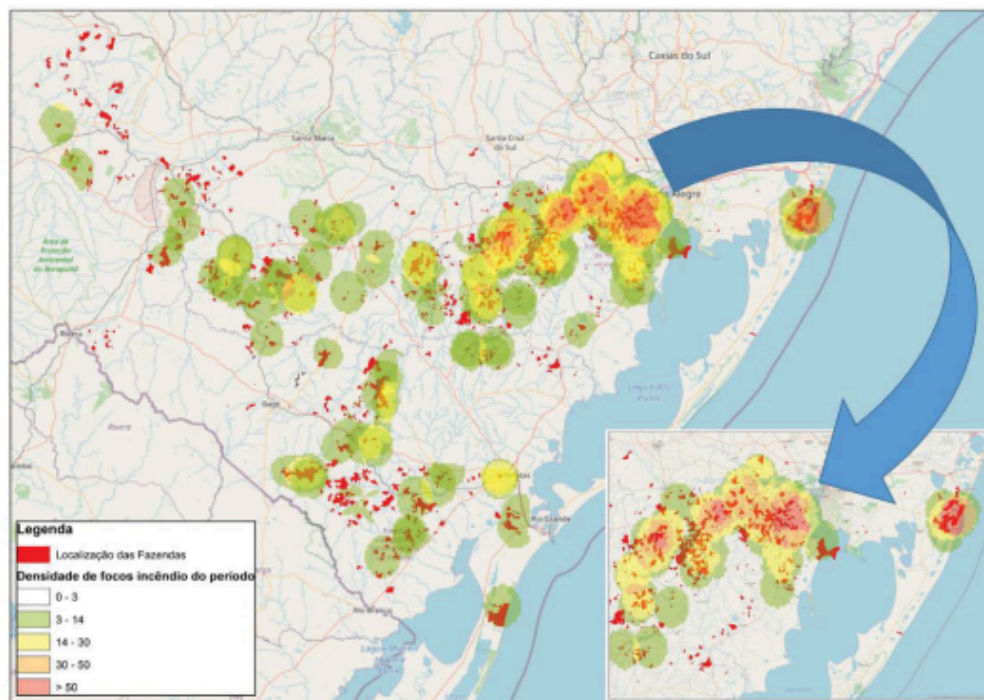 Caxias do Sul
Santa Maria
Santa Cruz
do Sul
Alegre
Área de
Proteção
Ambiental
do Ibirapuitã
Rivera
Lagoa dos
Patos
Bagé
Rivera
Rio Grande
Rio Branco
Legenda
Localização das Fazendas
Densidade de focos incêndio do período
0 - 3
3 - 14
14 - 30
30 - 50
> 50